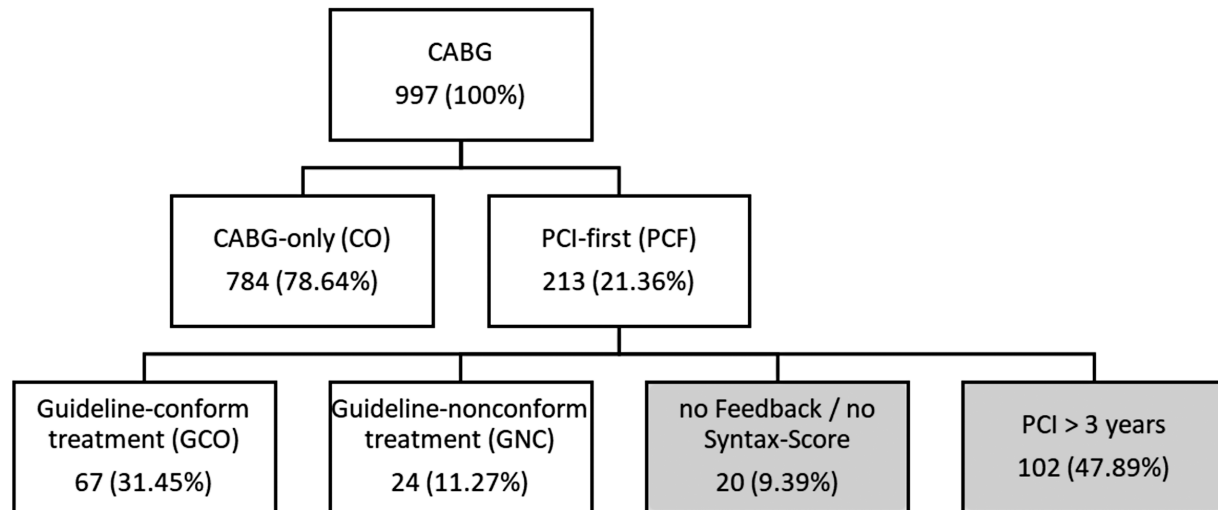 CABG
997 (100%)
CABG-only (CO)
784 (78.64%)
PCI-first (PCF)
213 (21.36%)
Guideline-conform
treatment (GCO)
67 (31.45%)
Guideline-nonconform
treatment (GNC)
24 (11.27%)
no Feedback / no
Syntax-Score
20 (9.39%)
PCI > 3 years
102 (47.89%)